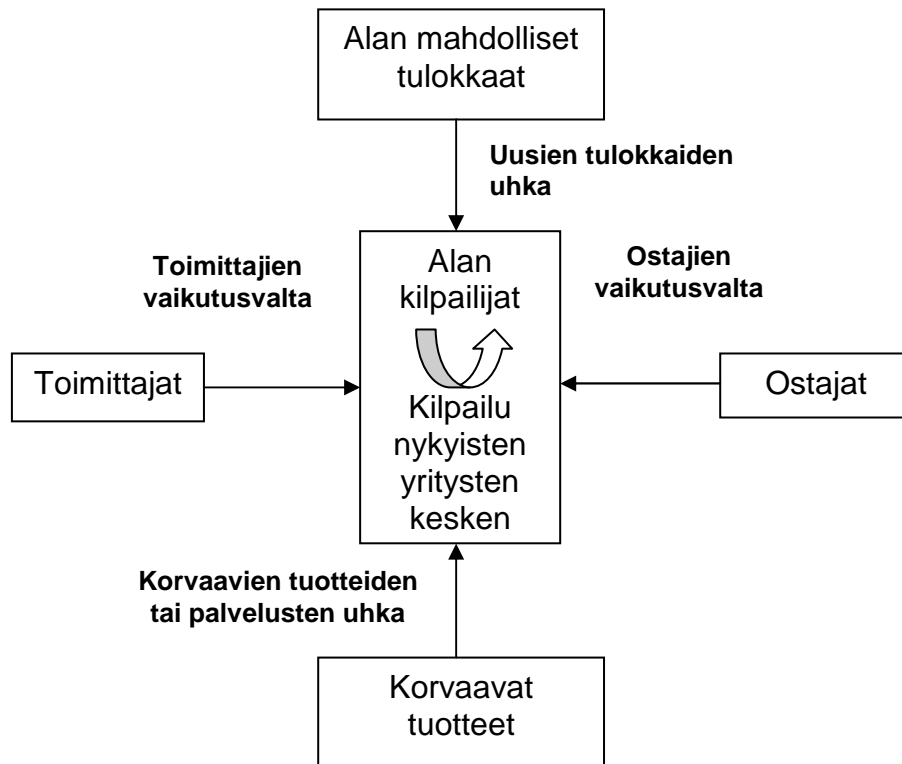 Alan mahdolliset
tulokkaat
Uusien tulokkaiden
uhka
Toimittajien
vaikutusvalta
Alan
kilpailijat
Ostajien
vaikutusvalta
Toimittajat
Kilpailu
nykyisten
yritysten
kesken
Ostajat
Korvaavien tuotteiden
tai palvelusten uhka
Korvaavat
tuotteet